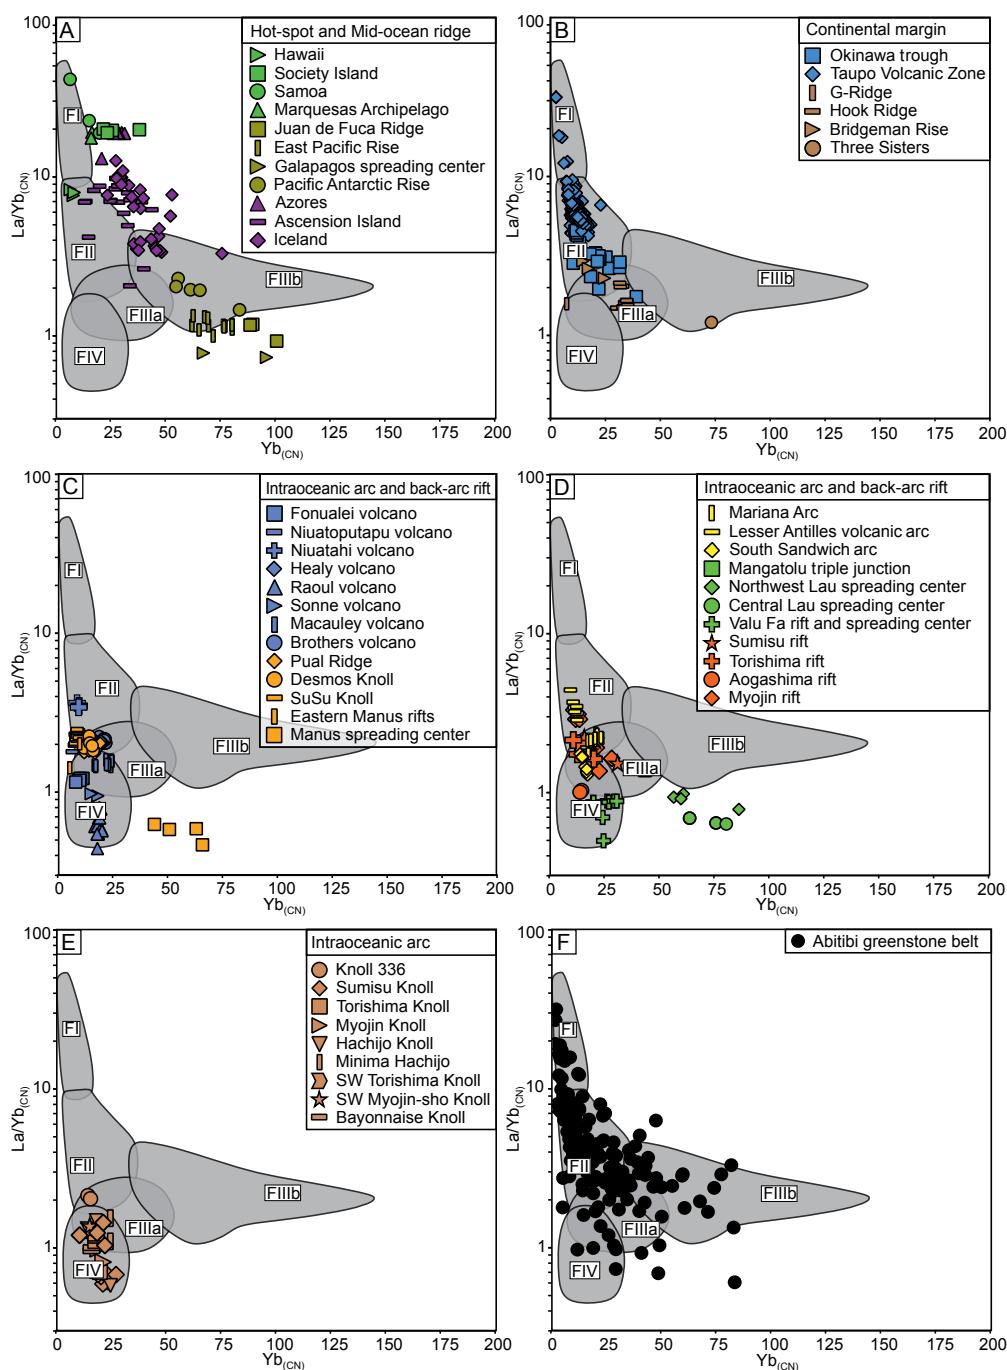 A
Hot-spot and Mid-ocean ridge
Hawaii
Society Island
Samoa
Marquesas Archipelago
Juan de Fuca Ridge
East Pacific Rise
Galapagos spreading center
Pacific Antarctic Rise
Azores
Ascension Island
Iceland
FI
FII
FIIIa
FIIIb
FIV
La/Yb(CN)
100
10
1
0
25
50
75
100
125
150
175
200
Yb(CN)
B
Continental margin
Okinawa trough
Taupo Volcanic Zone
G-Ridge
Hook Ridge
Bridgeman Rise
Three Sisters
FI
FII
FIIIa
FIIIb
FIV
La/Yb(CN)
100
10
1
0
25
50
75
100
125
150
175
200
Yb(CN)
C
Intraoceanic arc and back-arc rift
Fonualei volcano
Niuatoputapu volcano
Niuatahi volcano
Healy volcano
Raoul volcano
Sonne volcano
Macauley volcano
Brothers volcano
Pual Ridge
Desmos Knoll
SuSu Knoll
Eastern Manus rifts
Manus spreading center
FI
FII
FIIIa
FIIIb
FIV
La/Yb(CN)
100
10
1
0
25
50
75
100
125
150
175
200
Yb(CN)
D
Intraoceanic arc and back-arc rift
Mariana Arc
Lesser Antilles volcanic arc
South Sandwich arc
Mangatolu triple junction
Northwest Lau spreading center
Central Lau spreading center
Valu Fa rift and spreading center
Sumisu rift
Torishima rift
Aogashima rift
Myojin rift
FI
FII
FIIIa
FIIIb
FIV
La/Yb(CN)
100
10
1
0
25
50
75
100
125
150
175
200
Yb(CN)
E
Intraoceanic arc
Knoll 336
Sumisu Knoll
Torishima Knoll
Myojin Knoll
Hachijo Knoll
Minima Hachijo
SW Torishima Knoll
SW Myojin-sho Knoll
Bayonnaise Knoll
FI
FII
FIIIa
FIIIb
FIV
La/Yb(CN)
100
10
1
0
25
50
75
100
125
150
175
200
Yb(CN)
F
Abitibi greenstone belt
FI
FII
FIIIa
FIIIb
FIV
La/Yb(CN)
100
10
1
0
25
50
75
100
125
150
175
200
Yb(CN)